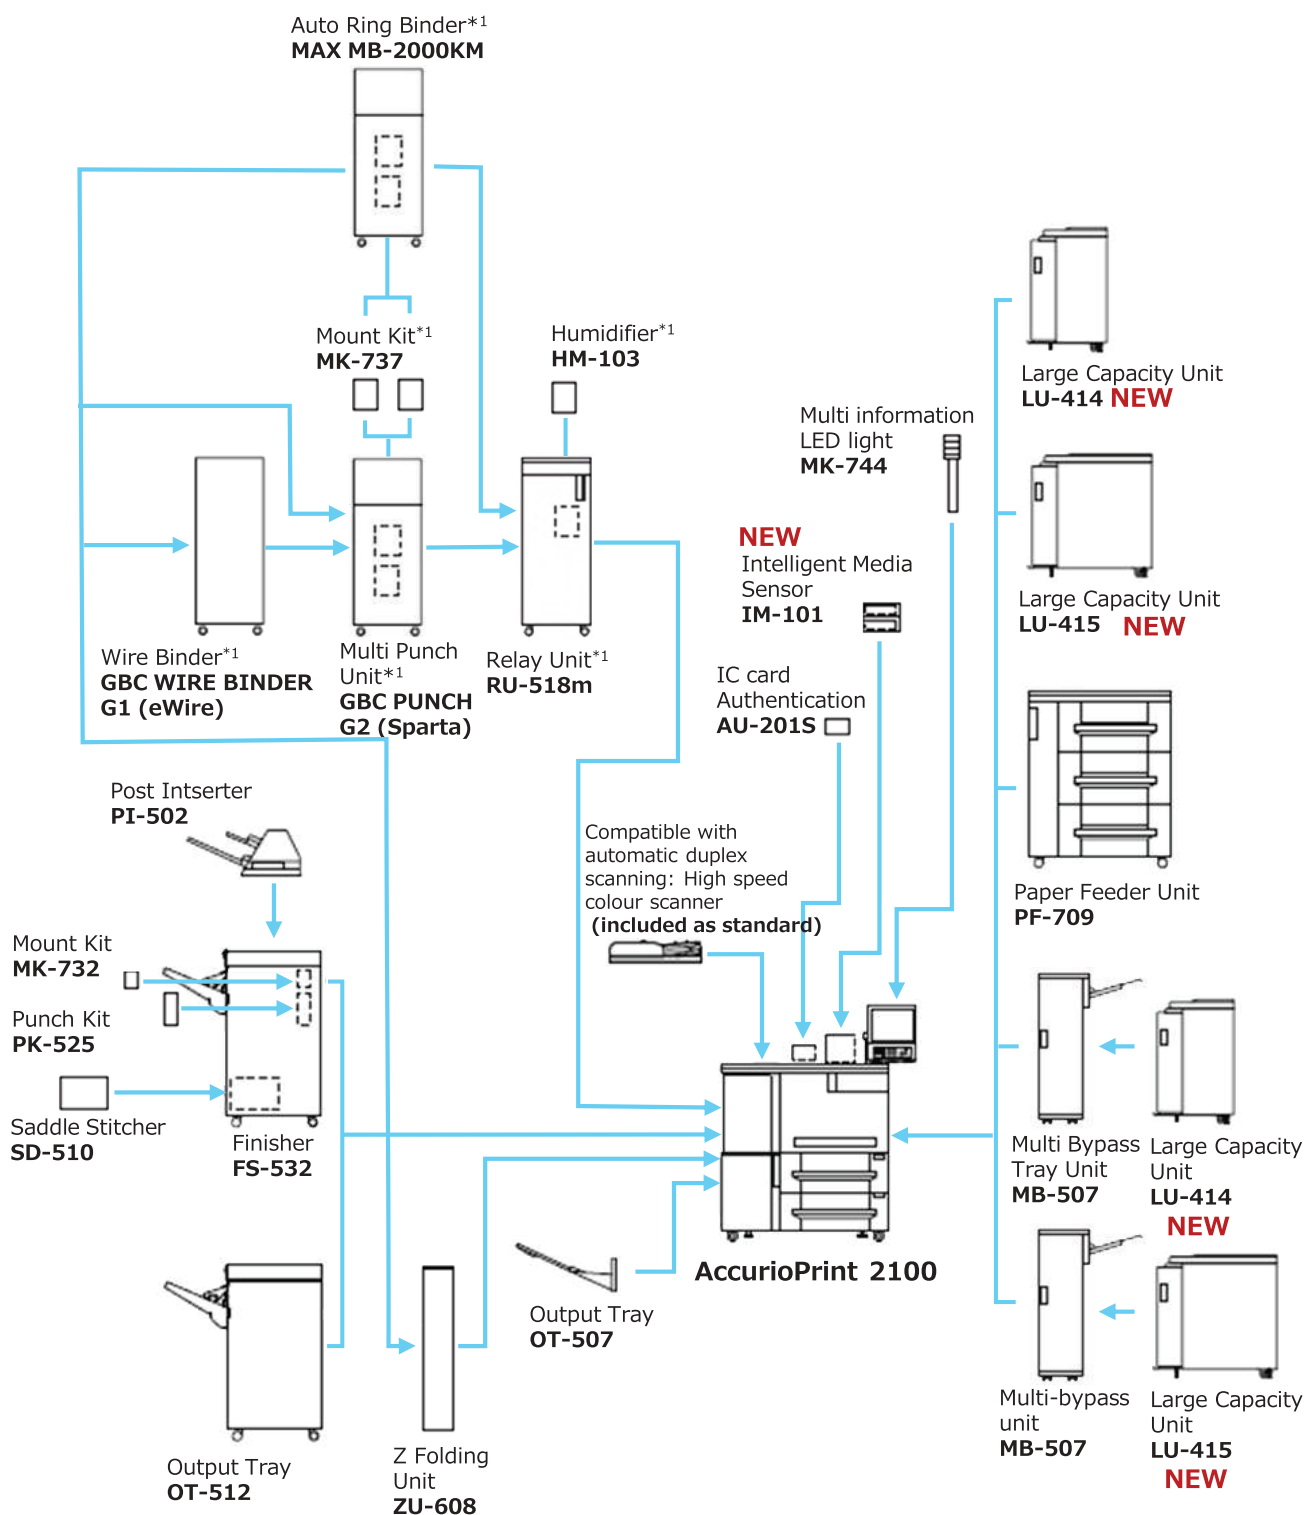 Auto Ring Binder*1
MAX MB-2000KM
Mount Kit*1
MK-737
Humidifier*1
HM-103
Large Capacity Unit
LU-414 NEW
Multi information
LED light
MK-744
NEW
Intelligent Media
Sensor
IM-101
Large Capacity Unit
LU-415 NEW
Wire Binder*1
GBC WIRE BINDER
G1 (eWire)
Multi Punch
Unit*1
GBC PUNCH
G2 (Sparta)
Relay Unit*1
RU-518m
IC card
Authentication
AU-201S
Post Intserter
PI-502
Compatible with
automatic duplex
scanning: High speed
colour scanner
(included as standard)
Paper Feeder Unit
PF-709
Mount Kit
MK-732
Punch Kit
PK-525
Saddle Stitcher
SD-510
Finisher
FS-532
Multi Bypass
Tray Unit
MB-507
Large Capacity
Unit
LU-414
NEW
AccurioPrint 2100
Output Tray
OT-507
Output Tray
OT-512
Z Folding
Unit
ZU-608
Multi-bypass
unit
MB-507
Large Capacity
Unit
LU-415
NEW